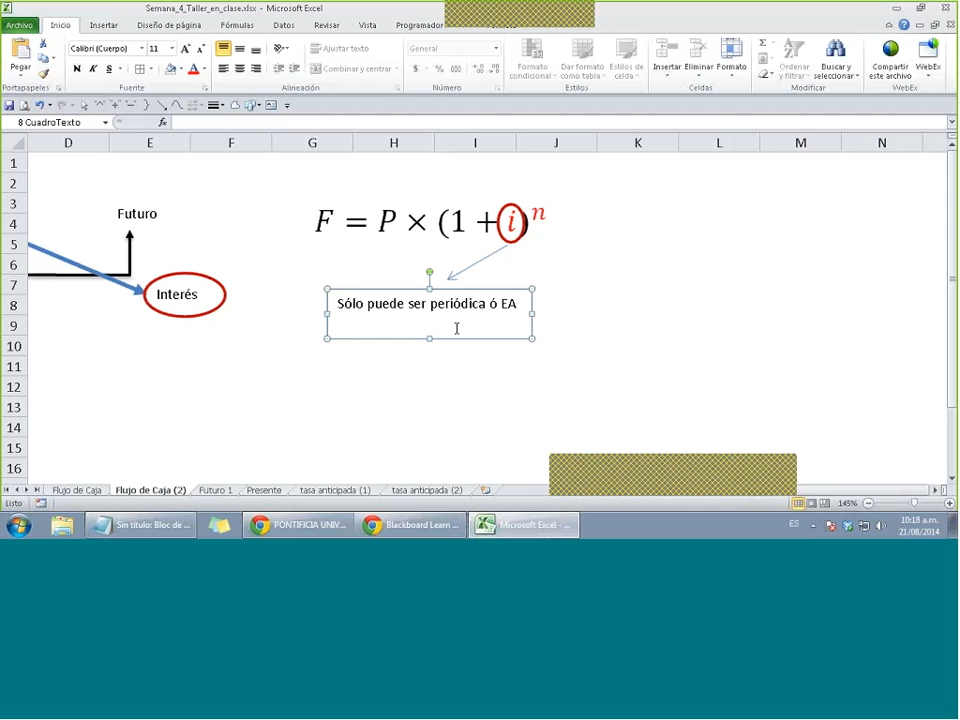 Semana_4_Taller_en_clase.xlsx - Microsoft Excel
Archivo Inicio Insertar Diseño de página Fórmulas Datos Revisar Vista Programador
Calibri (Cuerpo) 11 Ajustar texto General
Pegar N K S Combinar y centrar $ % 000 Formato condicional Dar formato como tabla Estilos de celda Insertar Eliminar Formato Σ Ordenar y filtrar Buscar y seleccionar Compartir este archivo WebEx
Portapapeles Fuente Alineación Número Estilos Celdas Modificar WebEx
8 CuadroTexto fx
D E F G H I J K L M N
1
2
3
4
5
6
7
8
9
10
11
12
13
14
15
16
Futuro
F = P × (1 + i)^n
Interés
Sólo puede ser periódica ó EA
Flujo de Caja Flujo de Caja (2) Futuro 1 Presente tasa anticipada (1) tasa anticipada (2)
Listo 145%
Sin título: Bloc de ... PONTIFICIA UNIV... Blackboard Learn ... Microsoft Excel - ... ES 10:18 a.m.
21/08/2014